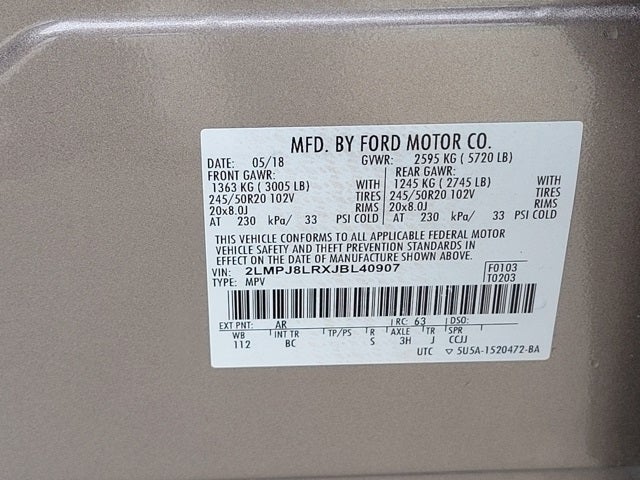 MFD. BY FORD MOTOR CO.
DATE: 05/18 GVWR: 2595 KG ( 5720 LB)
FRONT GAWR: REAR GAWR:
1363 KG ( 3005 LB) WITH 1245 KG ( 2745 LB) WITH
245/50R20 102V TIRES 245/50R20 102V TIRES
20x8.0J RIMS 20x8.0J RIMS
AT 230 kPa/ 33 PSI COLD AT 230 kPa/ 33 PSI COLD
THIS VEHICLE CONFORMS TO ALL APPLICABLE FEDERAL MOTOR
VEHICLE SAFETY AND THEFT PREVENTION STANDARDS IN
EFFECT ON THE DATE OF MANUFACTURE SHOWN ABOVE.
VIN: 2LMPJ8LRXJBL40907 F0103
TYPE: MPV T0203
EXT PNT: AR RC: 63 DSO:
WB INT TR TP/PS R AXLE TR SPR
112 BC S 3H J CCJJ
UTC ▽ 5U5A-1520472-BA